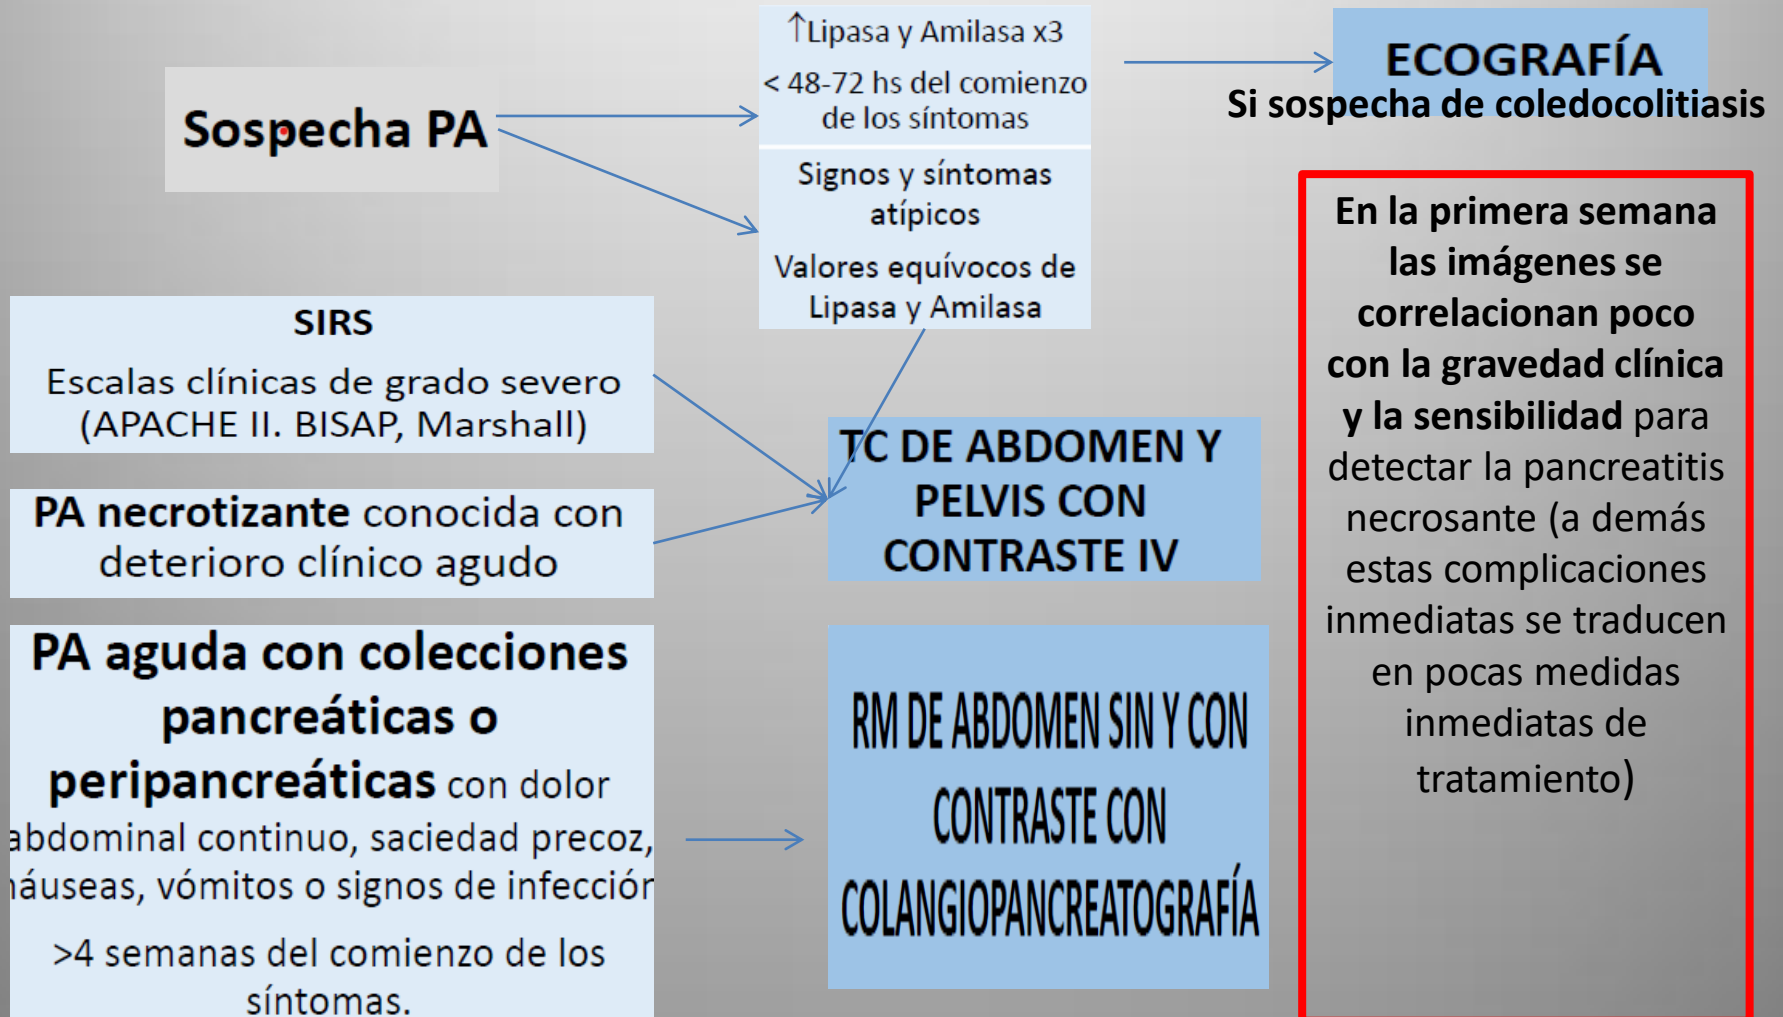 Sospecha PA
↑Lipasa y Amilasa x3
< 48-72 hs del comienzo
de los síntomas
Signos y síntomas
atípicos
Valores equívocos de
Lipasa y Amilasa
ECOGRAFÍA
Si sospecha de coledocolitiasis
SIRS
Escalas clínicas de grado severo
(APACHE II. BISAP, Marshall)
PA necrotizante conocida con
deterioro clínico agudo
TC DE ABDOMEN Y
PELVIS CON
CONTRASTE IV
PA aguda con colecciones
pancreáticas o
peripancreáticas con dolor
abdominal continuo, saciedad precoz,
náuseas, vómitos o signos de infección
>4 semanas del comienzo de los
síntomas.
RM DE ABDOMEN SIN Y CON
CONTRASTE CON
COLANGIOPANCREATOGRAFÍA
En la primera semana
las imágenes se
correlacionan poco
con la gravedad clínica
y la sensibilidad para
detectar la pancreatitis
necrosante (a demás
estas complicaciones
inmediatas se traducen
en pocas medidas
inmediatas de
tratamiento)